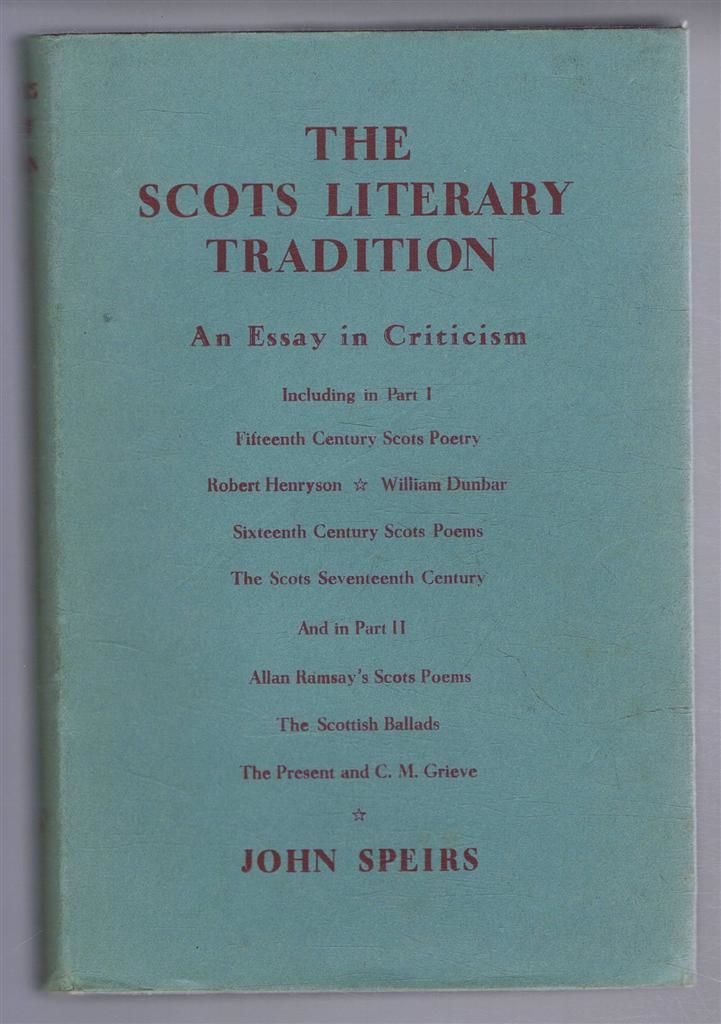 THE
SCOTS LITERARY
TRADITION
An Essay in Criticism
Including in Part I
Fifteenth Century Scots Poetry
Robert Henryson ☆ William Dunbar
Sixteenth Century Scots Poems
The Scots Seventeenth Century
And in Part II
Allan Ramsay's Scots Poems
The Scottish Ballads
The Present and C. M. Grieve
☆
JOHN SPEIRS